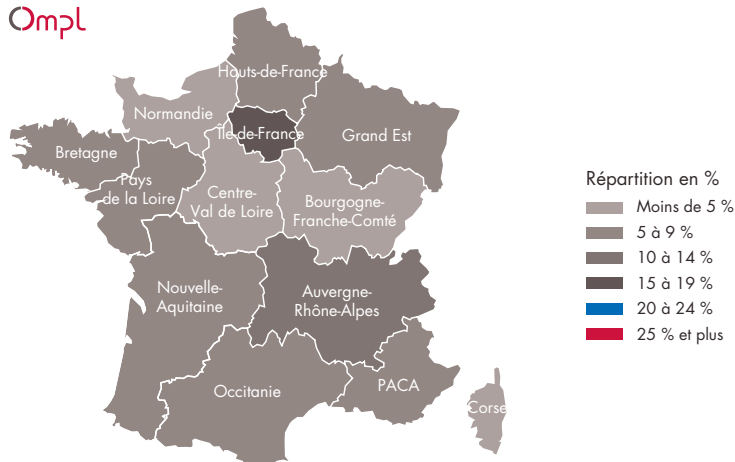 Ompl
Hauts-de-France
Normandie
Île-de-France
Grand Est
Bretagne
Pays
de la Loire
Centre-
Val de Loire
Bourgogne-
Franche-Comté
Nouvelle-
Aquitaine
Auvergne-
Rhône-Alpes
Occitanie
PACA
Corse
Répartition en %
Moins de 5 %
5 à 9 %
10 à 14 %
15 à 19 %
20 à 24 %
25 % et plus